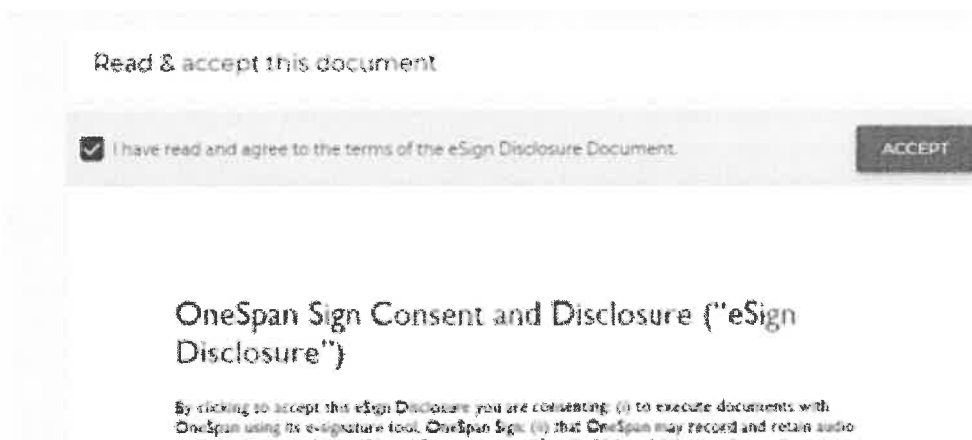 Read & accept this document
I have read and agree to the terms of the eSign Disclosure Document.
ACCEPT
OneSpan Sign Consent and Disclosure ("eSign
Disclosure")
By clicking to accept this eSign Disclosure you are consenting: (i) to execute documents with
OneSpan using its e-signature tool, OneSpan Sign; (ii) that OneSpan may record and retain audio